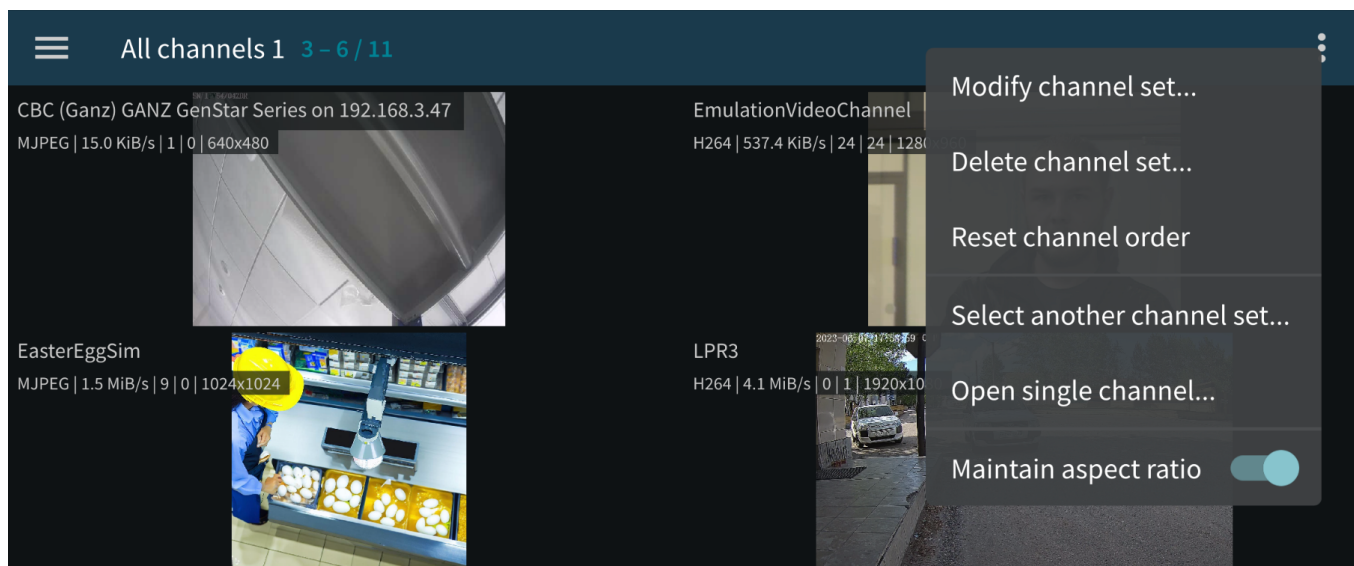 All channels 1 3 – 6 / 11
CBC (Ganz) GANZ GenStar Series on 192.168.3.47
MJPEG | 15.0 KiB/s | 1 | 0 | 640x480
EmulationVideoChannel
H264 | 537.4 KiB/s | 24 | 24 | 1280
EasterEggSim
MJPEG | 1.5 MiB/s | 9 | 0 | 1024x1024
LPR3
H264 | 4.1 MiB/s | 0 | 1 | 1920x10
Modify channel set...
Delete channel set...
Reset channel order
Select another channel set...
Open single channel...
Maintain aspect ratio